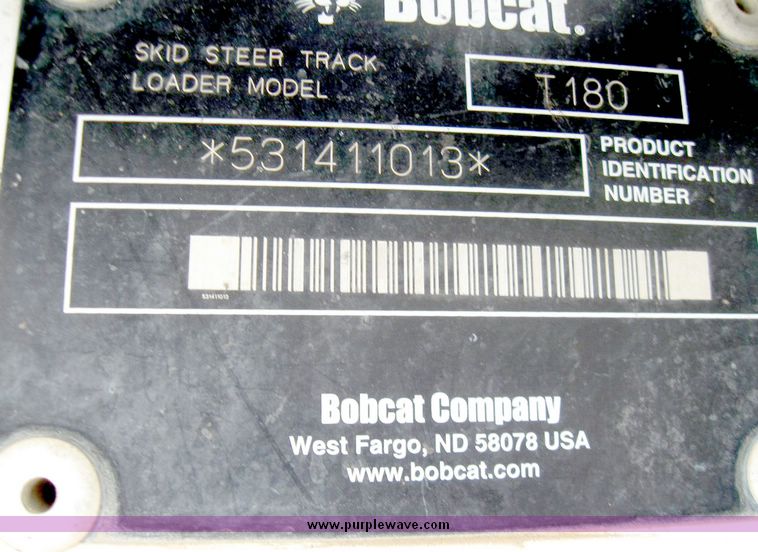 Bobcat.
SKID STEER TRACK
LOADER MODEL
T180
*531411013*
PRODUCT
IDENTIFICATION
NUMBER
531411013
Bobcat Company
West Fargo, ND 58078 USA
www.bobcat.com
www.purplewave.com